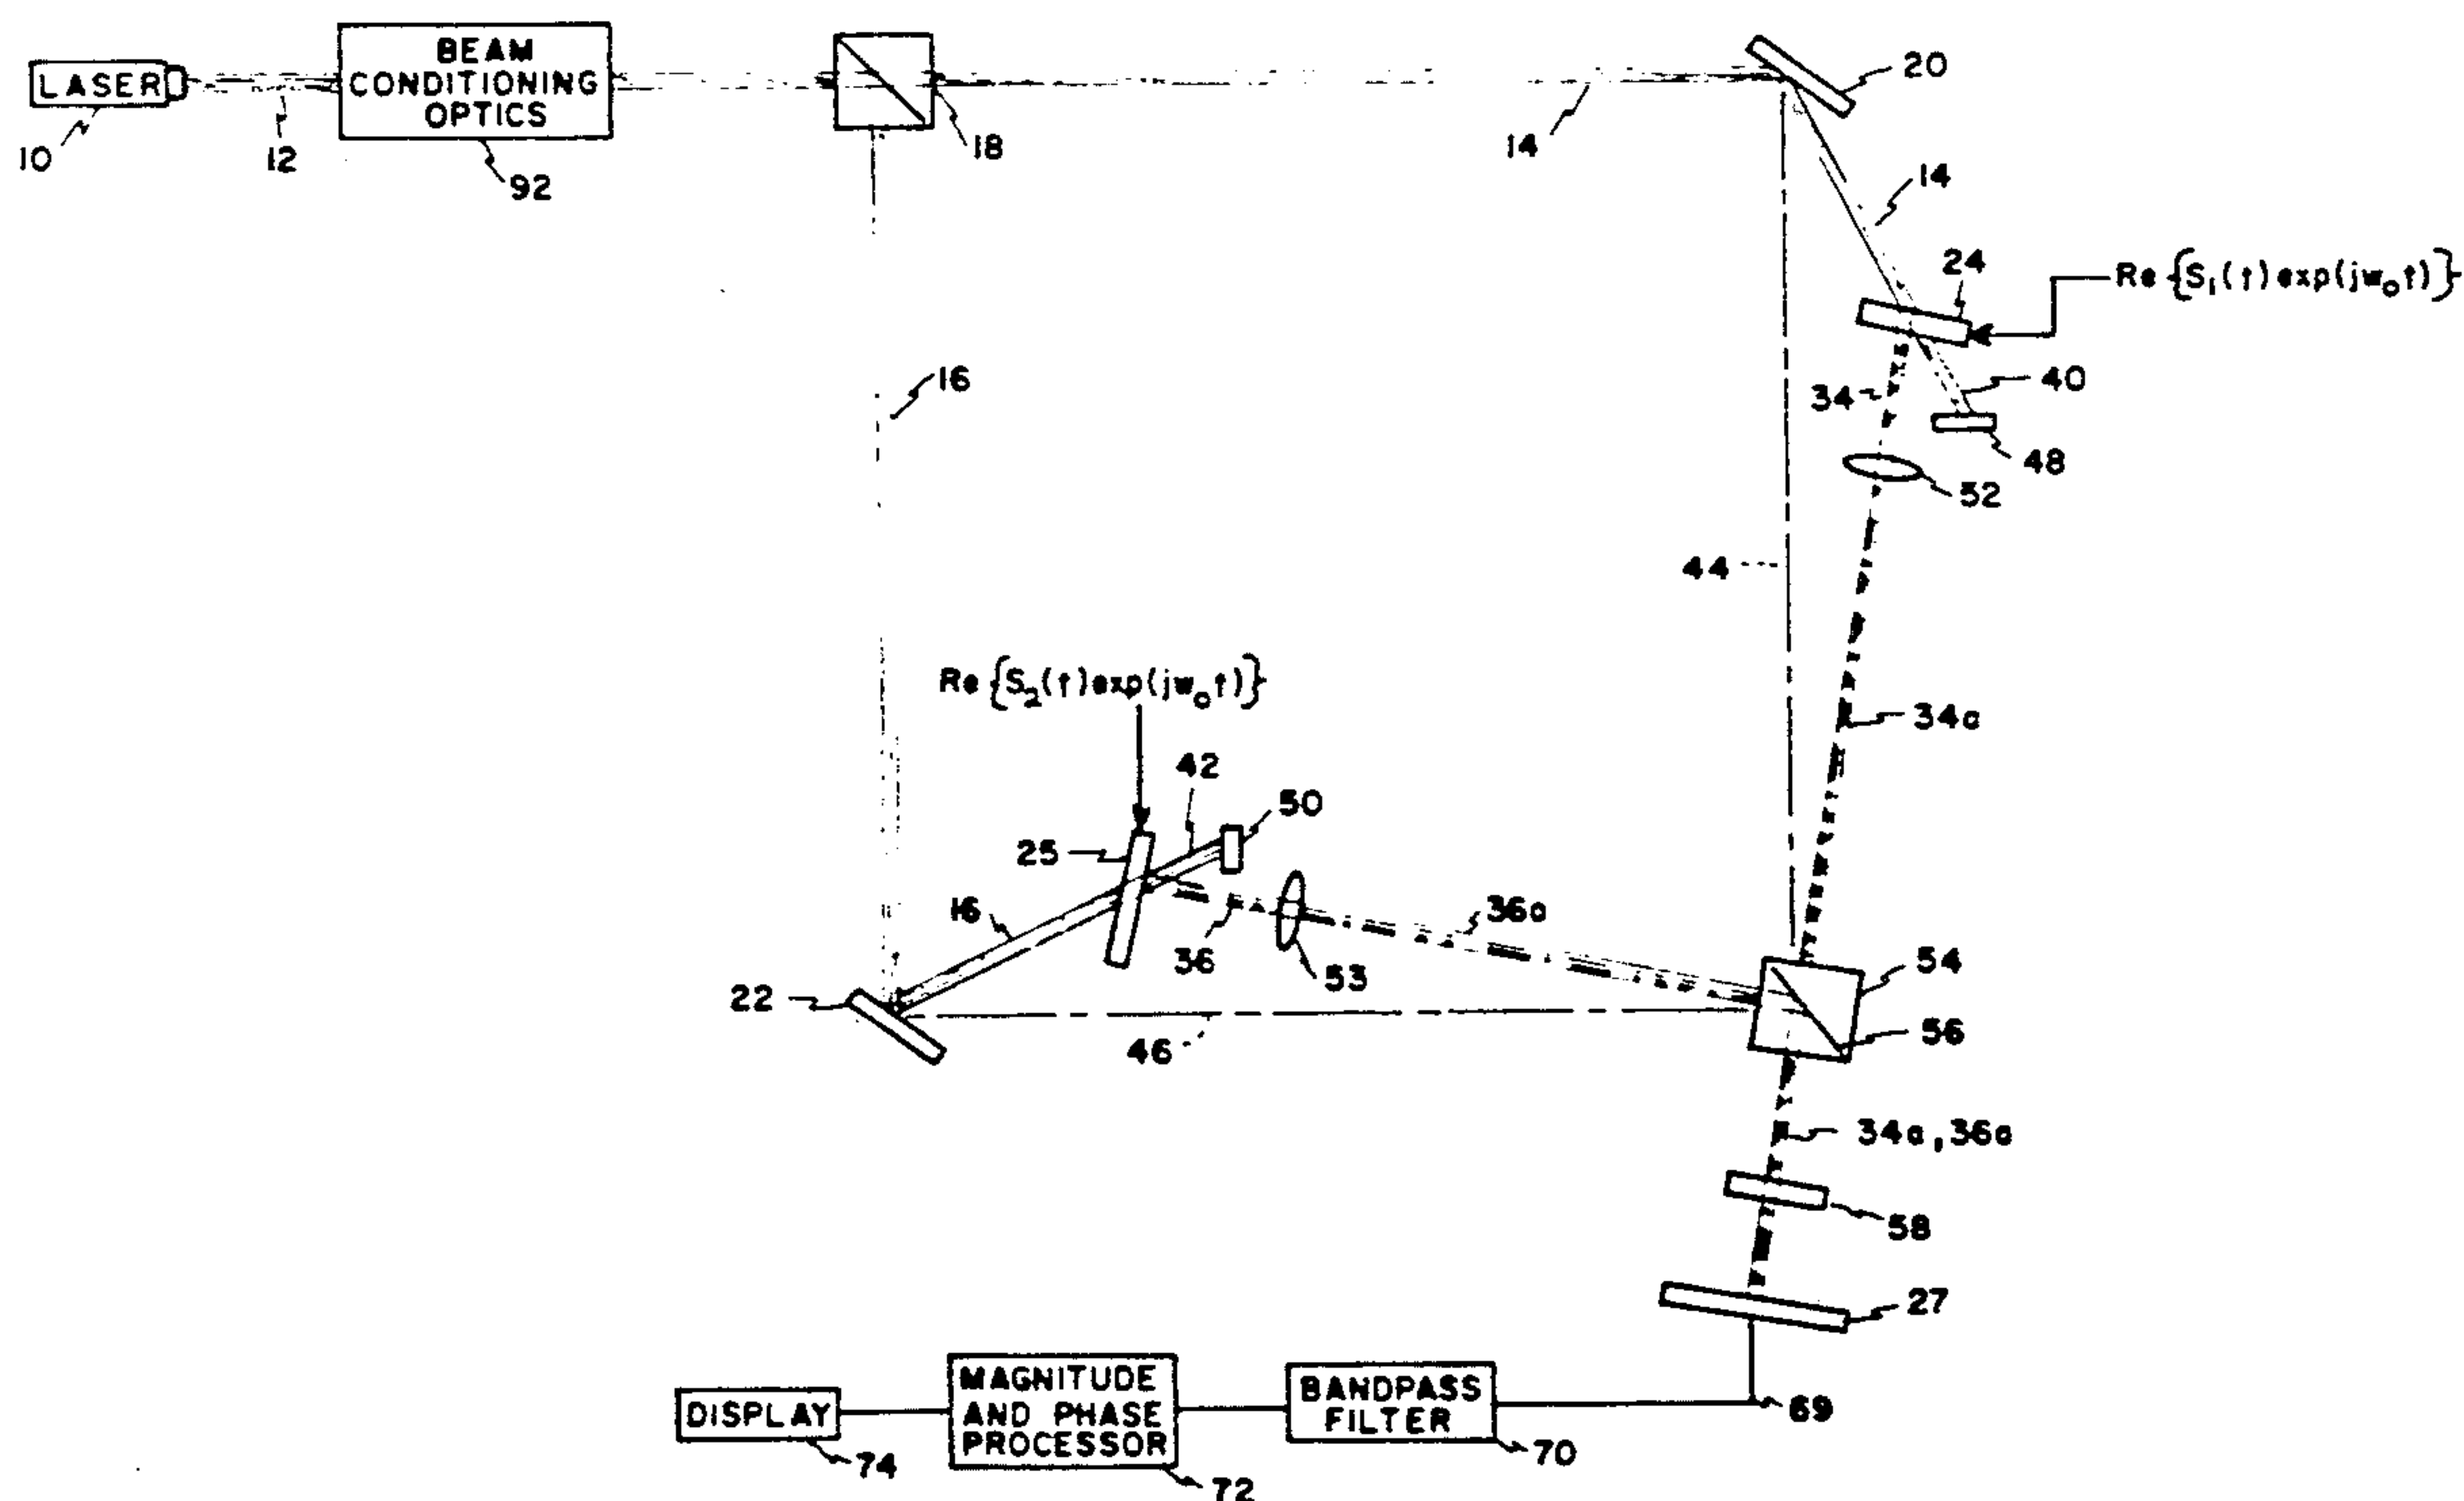 LASER
BEAM
CONDITIONING
OPTICS
10
12
92
18
14
20
14
24
Re {S₁(t) exp(jw₀t)}
16
34
40
48
52
44
Re {S₂(t) exp(jw₀t)}
34a
42
50
25
16
36
53
36a
54
22
46
56
34a, 36a
58
27
DISPLAY
MAGNITUDE
AND PHASE
PROCESSOR
BANDPASS
FILTER
69
74
72
70